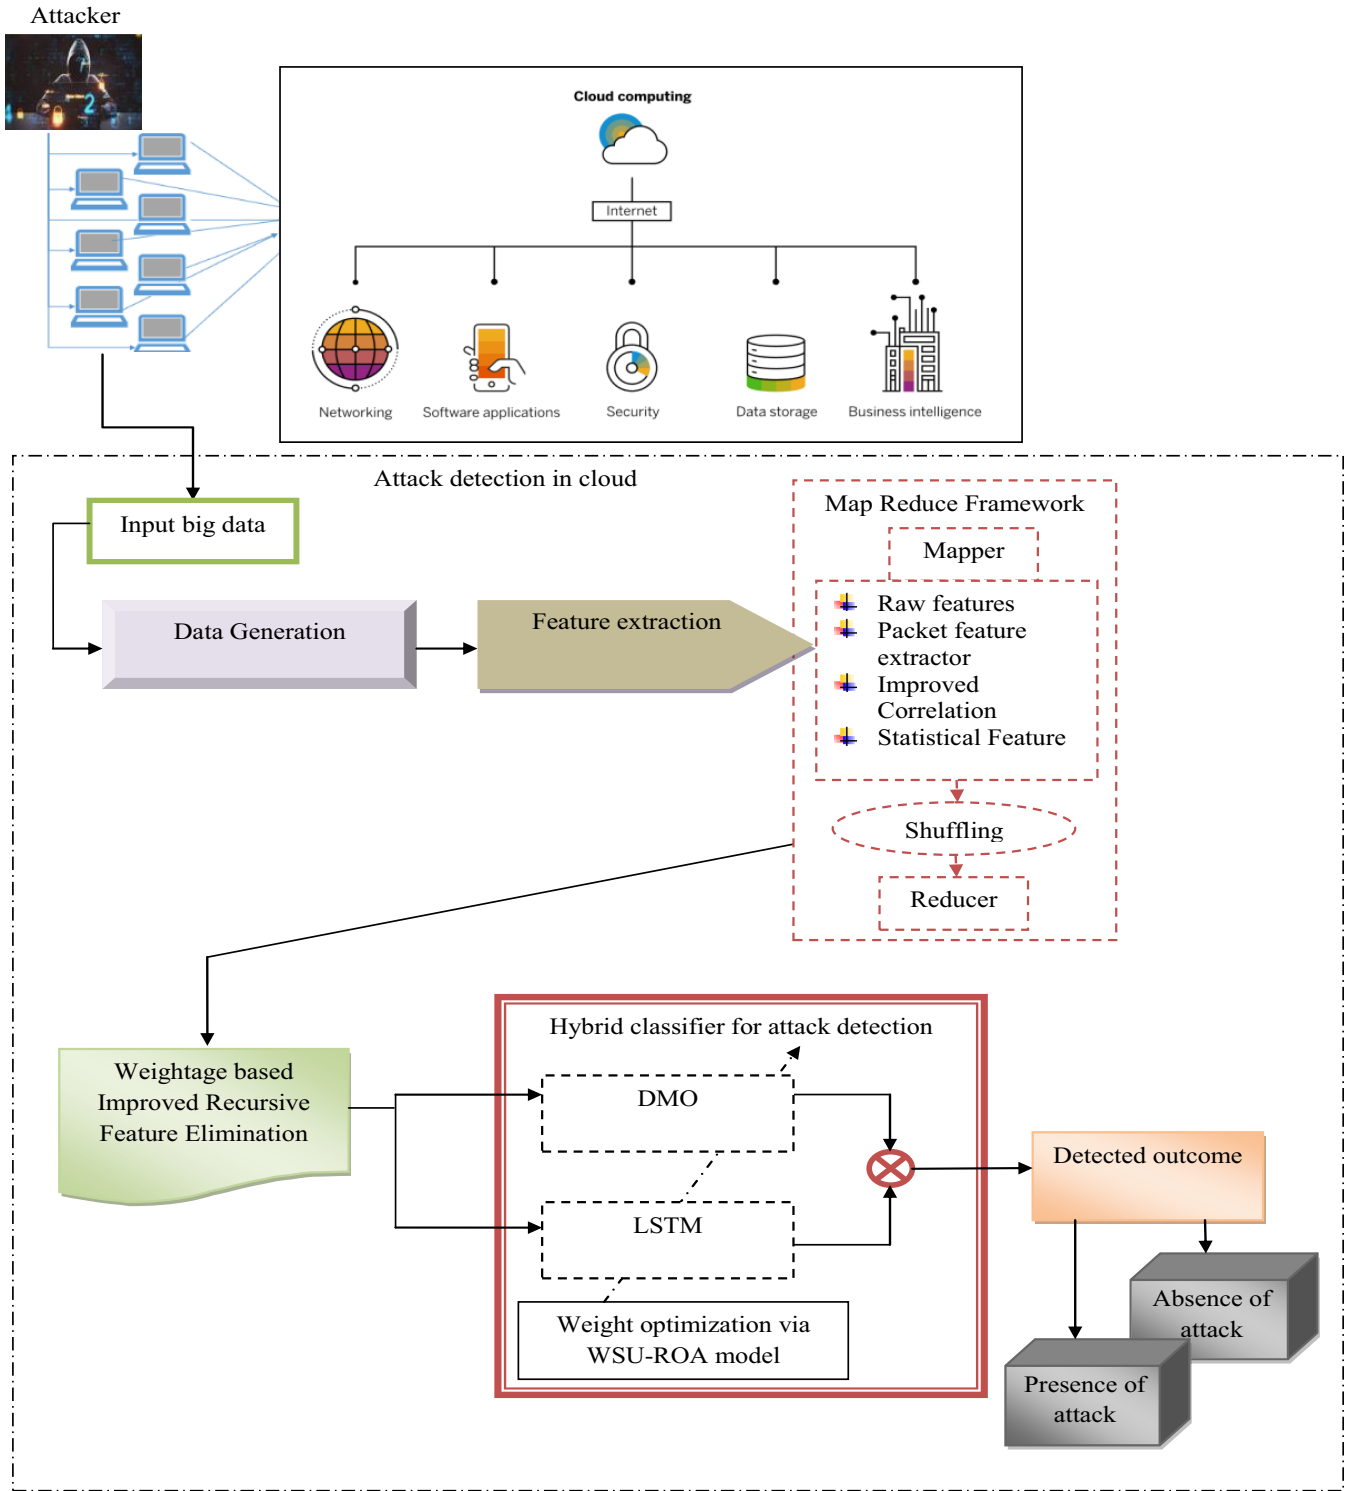 Attacker
Cloud computing
Internet
Networking
Software applications
Security
Data storage
Business intelligence
Attack detection in cloud
Input big data
Data Generation
Feature extraction
Map Reduce Framework
Mapper
Raw features
Packet feature
extractor
Improved
Correlation
Statistical Feature
Shuffling
Reducer
Weightage based
Improved Recursive
Feature Elimination
Hybrid classifier for attack detection
DMO
LSTM
Weight optimization via
WSU-ROA model
Detected outcome
Absence of
attack
Presence of
attack